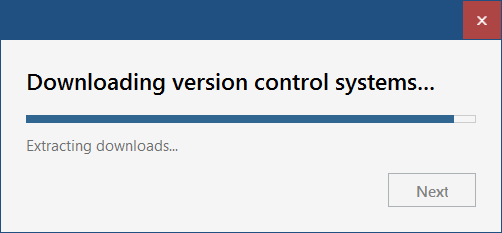 Downloading version control systems...
Extracting downloads...
Next